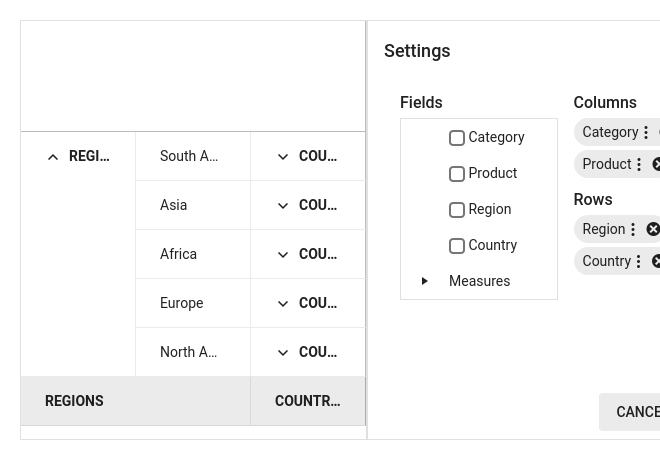 Settings
Fields
Columns
Category
Product
Region
Country
Measures
Category
Product
Rows
Region
Country
REGI...
South A...
COU...
Asia
COU...
Africa
COU...
Europe
COU...
North A...
COU...
REGIONS
COUNTR...
CANCE